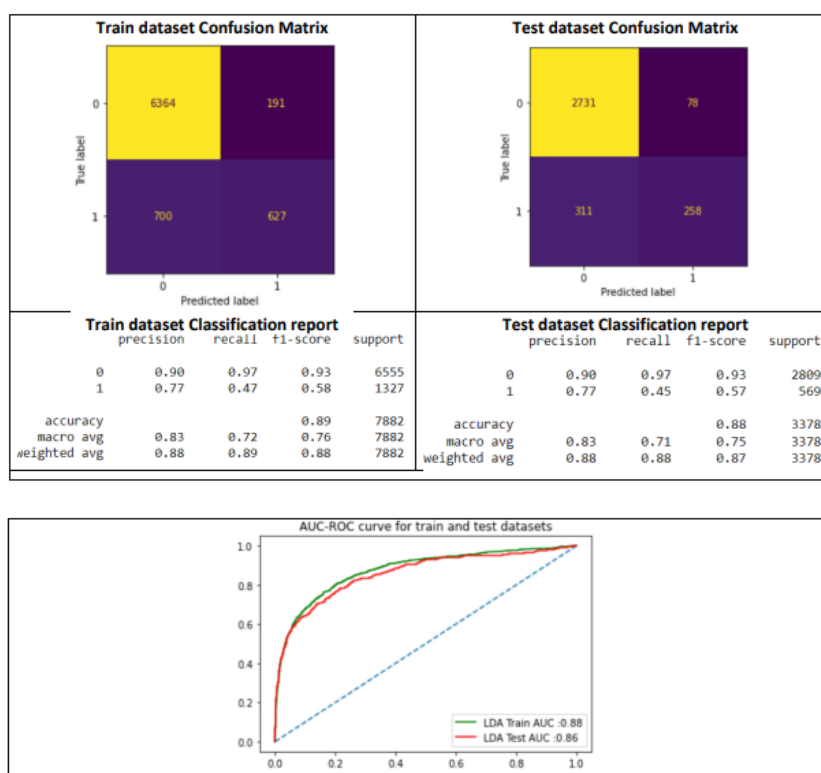 Train dataset Confusion Matrix
0
6364
191
True label
1
700
627
0
1
Predicted label
Test dataset Confusion Matrix
0
2731
78
True label
1
311
258
0
1
Predicted label
Train dataset Classification report
precision recall f1-score support
0 0.90 0.97 0.93 6555
1 0.77 0.47 0.58 1327
accuracy 0.89 7882
macro avg 0.83 0.72 0.76 7882
weighted avg 0.88 0.89 0.88 7882
Test dataset Classification report
precision recall f1-score support
0 0.90 0.97 0.93 2809
1 0.77 0.45 0.57 569
accuracy 0.88 3378
macro avg 0.83 0.71 0.75 3378
weighted avg 0.88 0.88 0.87 3378
AUC-ROC curve for train and test datasets
1.0
0.8
0.6
0.4
0.2
0.0
LDA Train AUC :0.88
LDA Test AUC :0.86
0.0 0.2 0.4 0.6 0.8 1.0